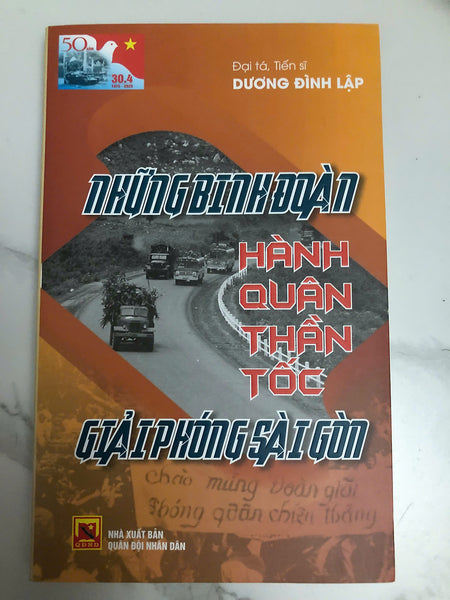 50 năm
30.4
1975 - 2025
Đại tá, Tiến sĩ
DƯƠNG ĐÌNH LẬP
NHỮNG BINH ĐOÀN
HÀNH
QUÂN
THẦN
TỐC
GIẢI PHÓNG SÀI GÒN
Chào mừng đoàn giải
Phóng quân chiến thắng
QĐND
NHÀ XUẤT BẢN
QUÂN ĐỘI NHÂN DÂN